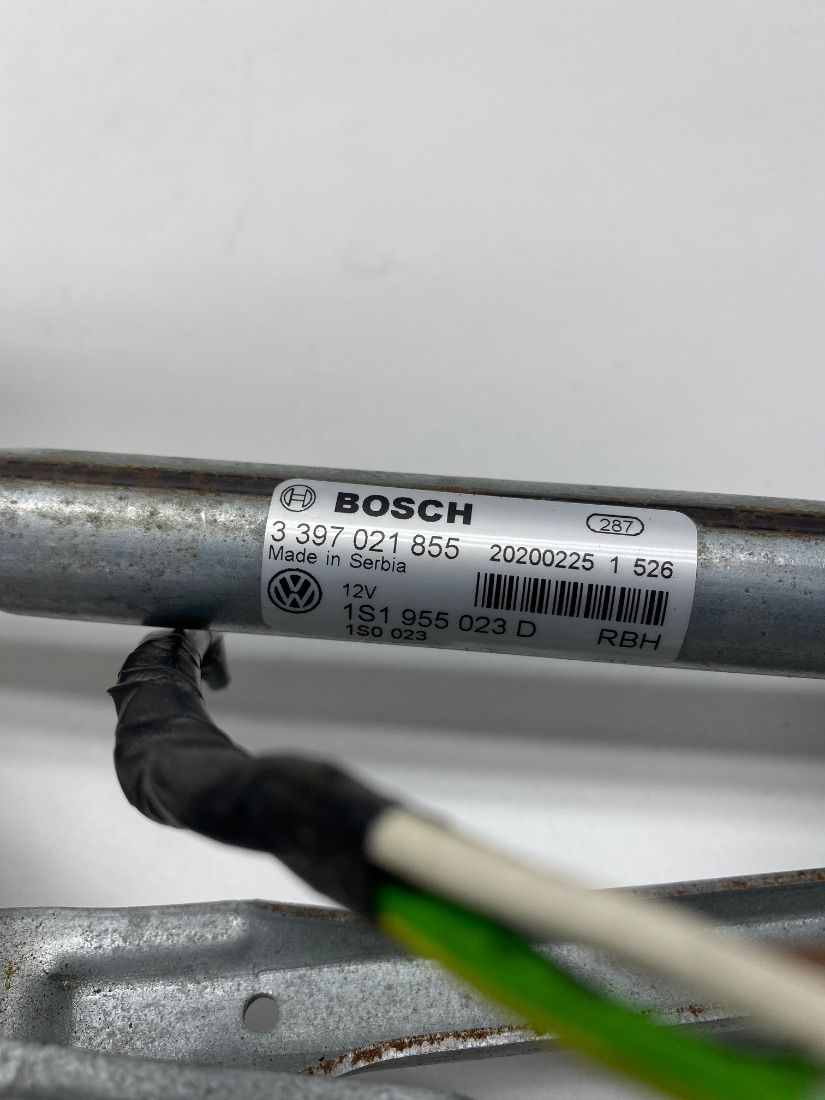 BOSCH
287
3 397 021 855
20200225 1 526
Made in Serbia
12V
1S1 955 023 D
RBH
1S0 023